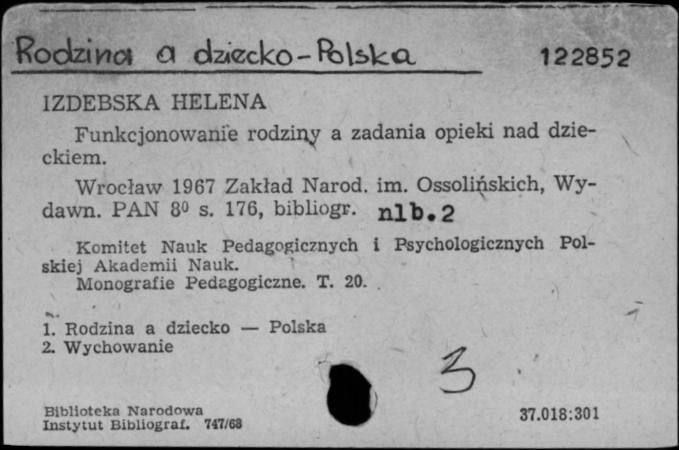 Rodzina a dziecko-Polska 122852
IZDEBSKA HELENA
Funkcjonowanie rodziny a zadania opieki nad dzie-
ckiem.
Wrocław 1967 Zakład Narod. im. Ossolińskich, Wy-
dawn. PAN 8⁰ s. 176, bibliogr. nlb.2
Komitet Nauk Pedagogicznych i Psychologicznych Pol-
skiej Akademii Nauk.
Monografie Pedagogiczne. T. 20.
1. Rodzina a dziecko — Polska
2. Wychowanie
3
Biblioteka Narodowa
Instytut Bibliograf. 747/68 37.018:301